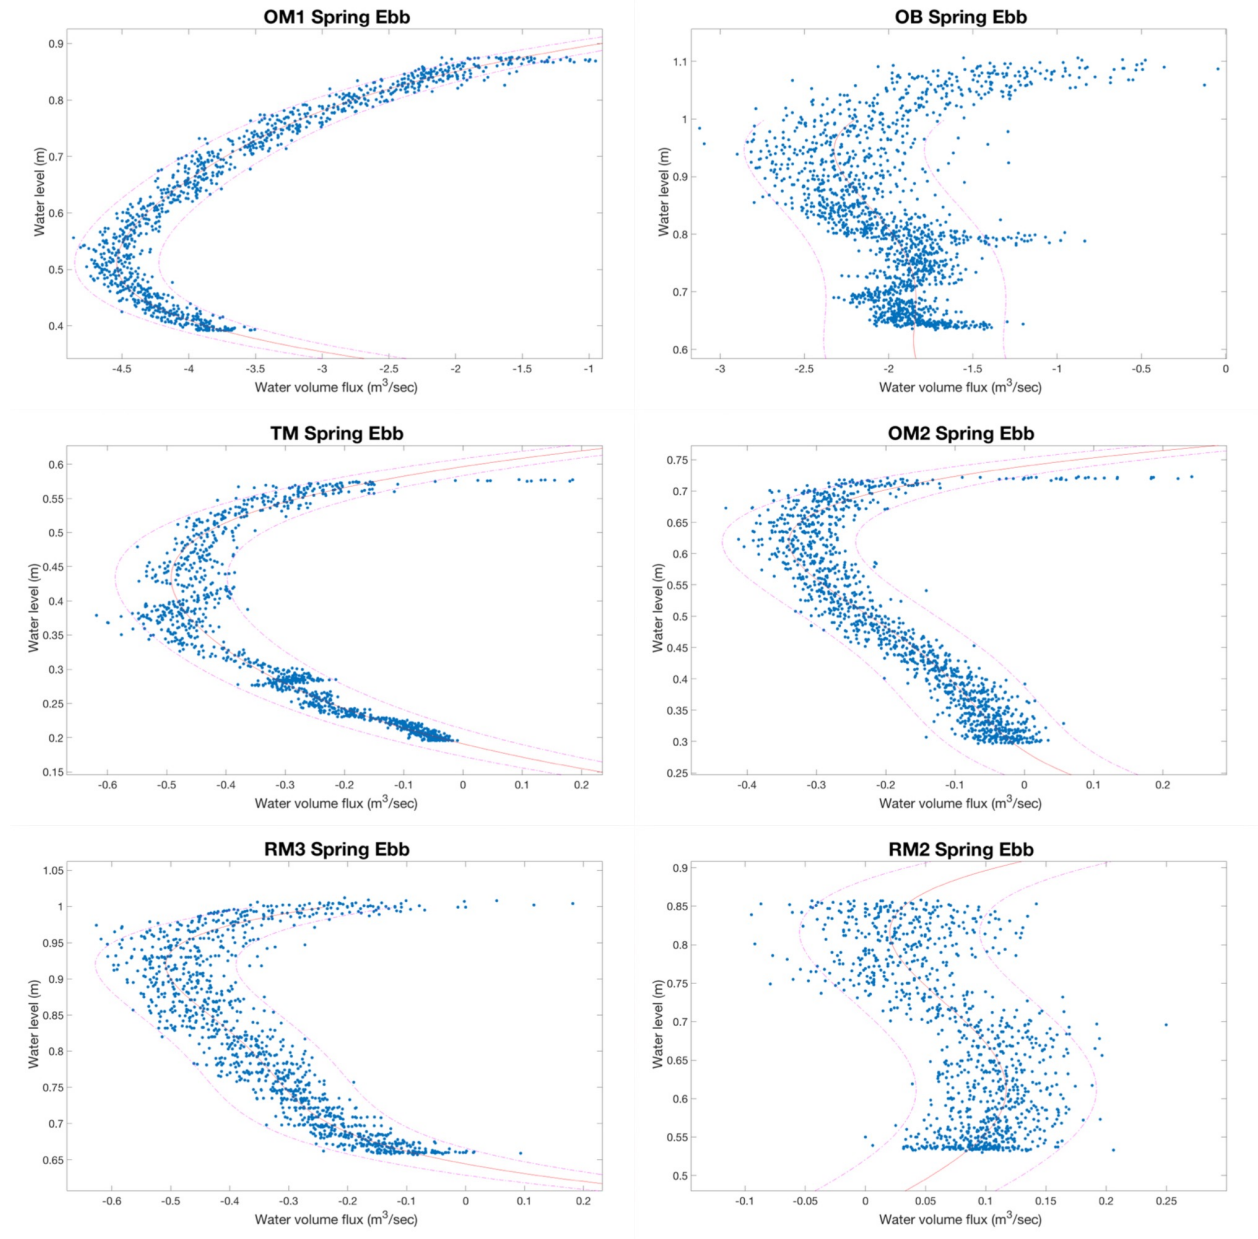 OM1 Spring Ebb
0.9
0.8
0.7
0.6
0.5
0.4
Water level (m)
-4.5 -4 -3.5 -3 -2.5 -2 -1.5 -1
Water volume flux (m³/sec)
OB Spring Ebb
1.1
1
0.9
0.8
0.7
0.6
Water level (m)
-3 -2.5 -2 -1.5 -1 -0.5 0
Water volume flux (m³/sec)
TM Spring Ebb
0.6
0.55
0.5
0.45
0.4
0.35
0.3
0.25
0.2
0.15
Water level (m)
-0.6 -0.5 -0.4 -0.3 -0.2 -0.1 0 0.1 0.2
Water volume flux (m³/sec)
OM2 Spring Ebb
0.75
0.7
0.65
0.6
0.55
0.5
0.45
0.4
0.35
0.3
0.25
Water level (m)
-0.4 -0.3 -0.2 -0.1 0 0.1 0.2
Water volume flux (m³/sec)
RM3 Spring Ebb
1.05
1
0.95
0.9
0.85
0.8
0.75
0.7
0.65
Water level (m)
-0.6 -0.5 -0.4 -0.3 -0.2 -0.1 0 0.1 0.2
Water volume flux (m³/sec)
RM2 Spring Ebb
0.9
0.85
0.8
0.75
0.7
0.65
0.6
0.55
0.5
Water level (m)
-0.1 -0.05 0 0.05 0.1 0.15 0.2 0.25
Water volume flux (m³/sec)